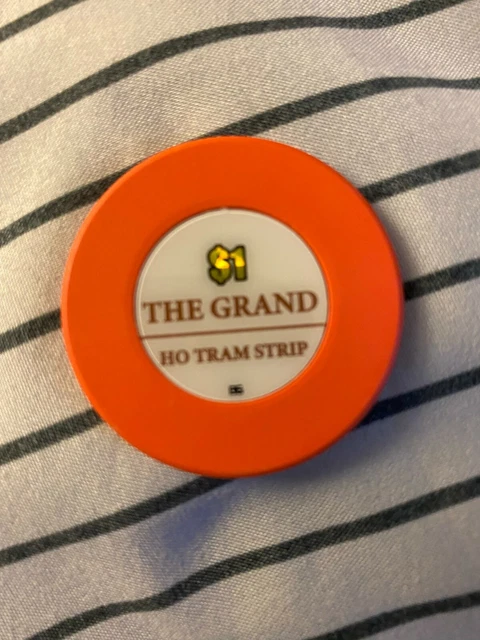 $1
THE GRAND
HO TRAM STRIP